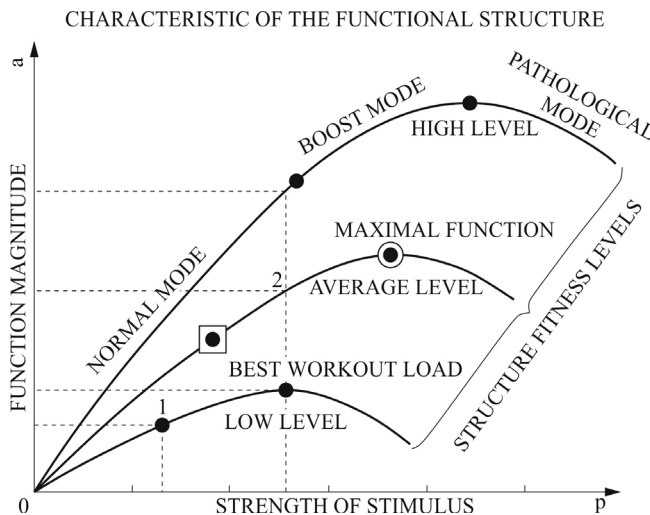 CHARACTERISTIC OF THE FUNCTIONAL STRUCTURE
a
PATHOLOGICAL
MODE
BOOST MODE
HIGH LEVEL
FUNCTION MAGNITUDE
NORMAL MODE
MAXIMAL FUNCTION
2
AVERAGE LEVEL
STRUCTURE FITNESS LEVELS
BEST WORKOUT LOAD
1
LOW LEVEL
0
STRENGTH OF STIMULUS
p